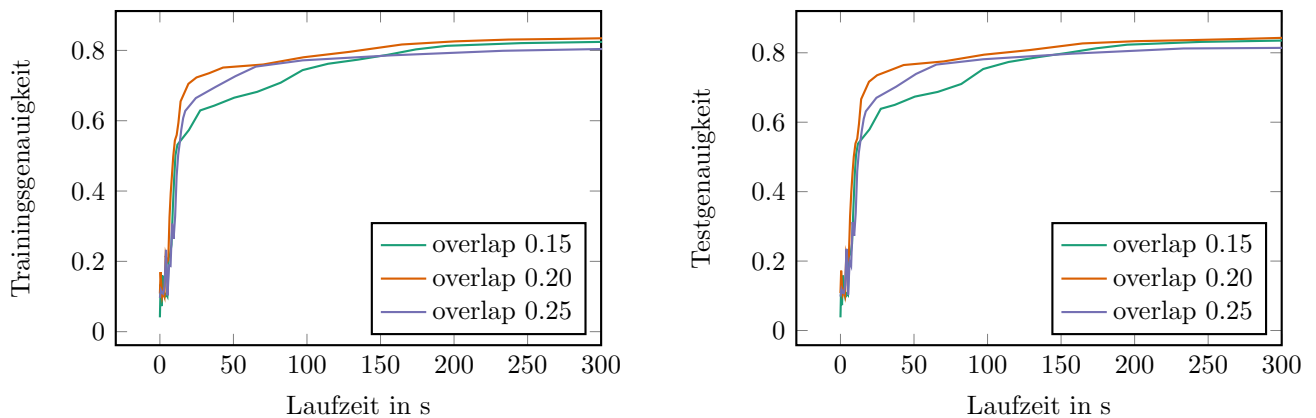 Trainingsgenauigkeit
0.8
0.6
0.4
0.2
0
overlap 0.15
overlap 0.20
overlap 0.25
0 50 100 150 200 250 300
Laufzeit in s
Testgenauigkeit
0.8
0.6
0.4
0.2
0
overlap 0.15
overlap 0.20
overlap 0.25
0 50 100 150 200 250 300
Laufzeit in s